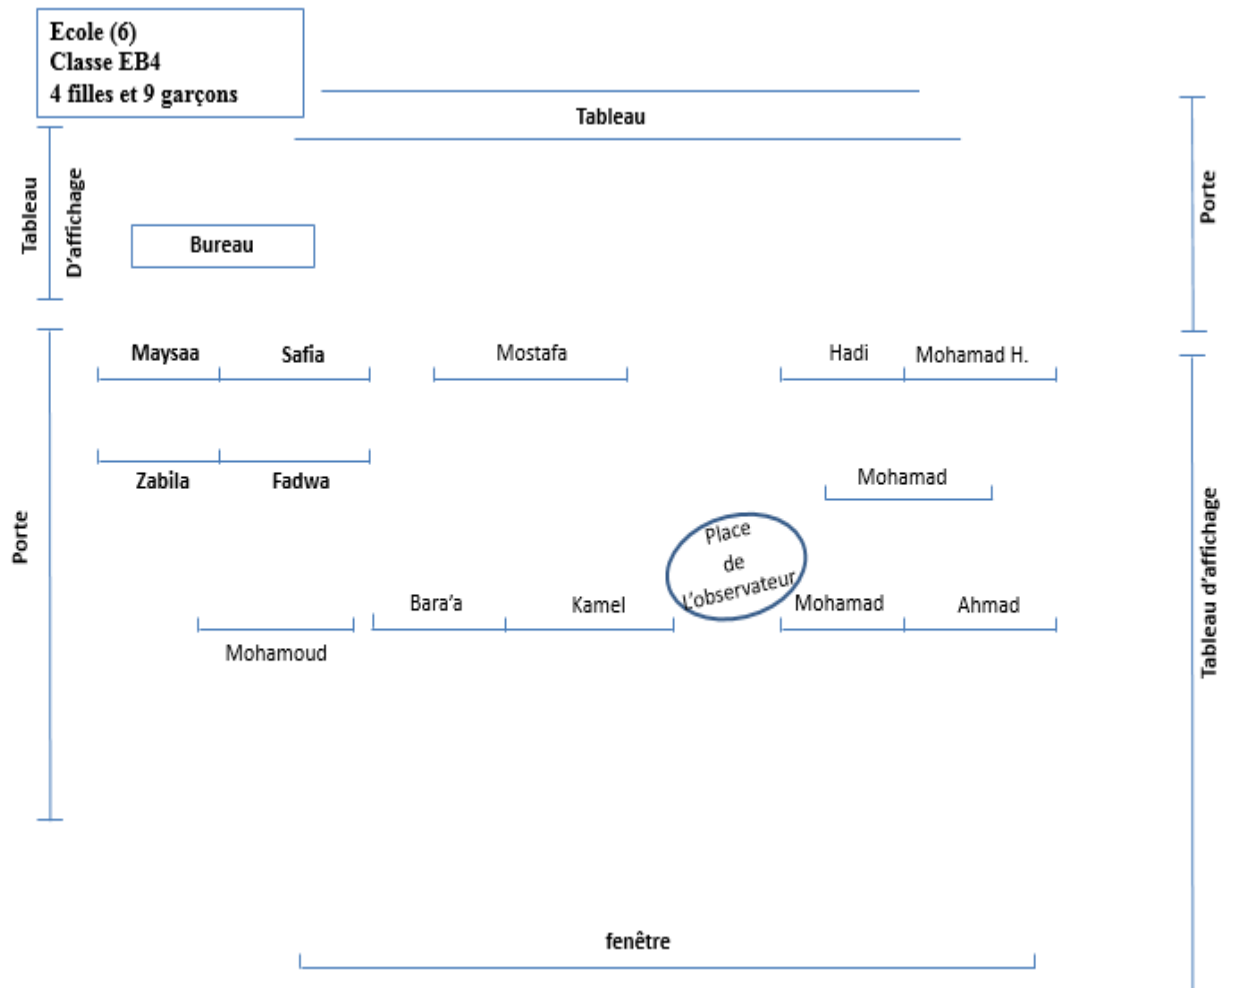 Ecole (6)
Classe EB4
4 filles et 9 garçons
Tableau
Tableau
D'affichage
Porte
Bureau
Maysaa
Safia
Mostafa
Hadi
Mohamad H.
Zabila
Fadwa
Mohamad
Porte
Tableau d'affichage
Place
de
L'observateur
Bara'a
Kamel
Mohamad
Ahmad
Mohamoud
fenêtre